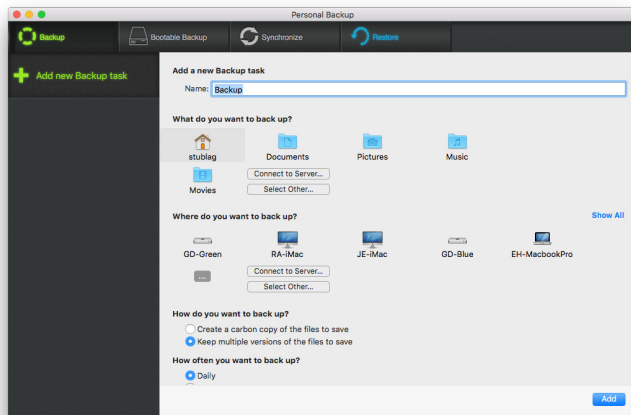 Personal Backup
Backup
Bootable Backup
Synchronize
Restore
Add new Backup task
Add a new Backup task
Name: Backup
What do you want to back up?
stublag
Documents
Pictures
Music
Movies
Connect to Server...
Select Other...
Where do you want to back up?
Show All
GD-Green
RA-iMac
JE-iMac
GD-Blue
EH-MacbookPro
...
Connect to Server...
Select Other...
How do you want to back up?
Create a carbon copy of the files to save
Keep multiple versions of the files to save
How often you want to back up?
Daily
Add